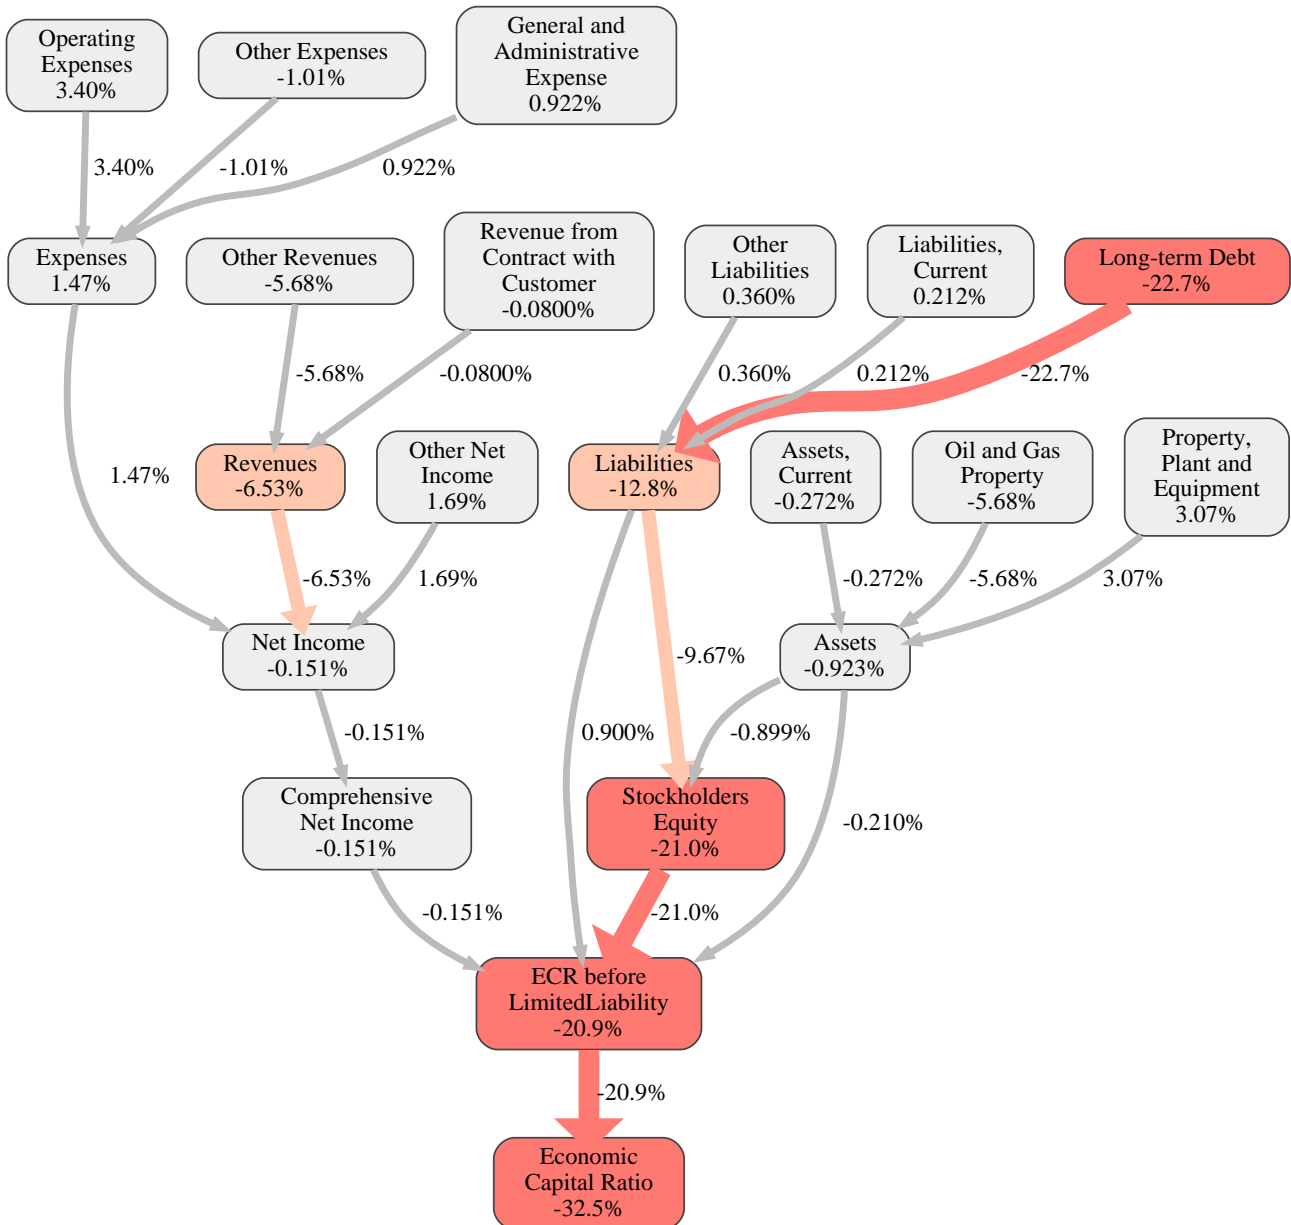 Operating
Expenses
3.40%
Other Expenses
-1.01%
General and
Administrative
Expense
0.922%
3.40%
-1.01%
0.922%
Expenses
1.47%
Other Revenues
-5.68%
Revenue from
Contract with
Customer
-0.0800%
Other
Liabilities
0.360%
Liabilities,
Current
0.212%
Long-term Debt
-22.7%
-5.68%
-0.0800%
0.360%
0.212%
-22.7%
1.47%
Revenues
-6.53%
Other Net
Income
1.69%
Liabilities
-12.8%
Assets,
Current
-0.272%
Oil and Gas
Property
-5.68%
Property,
Plant and
Equipment
3.07%
-6.53%
1.69%
-0.272%
-5.68%
3.07%
Net Income
-0.151%
-9.67%
Assets
-0.923%
-0.151%
0.900%
-0.899%
Comprehensive
Net Income
-0.151%
Stockholders
Equity
-21.0%
-0.210%
-0.151%
-21.0%
ECR before
LimitedLiability
-20.9%
-20.9%
Economic
Capital Ratio
-32.5%